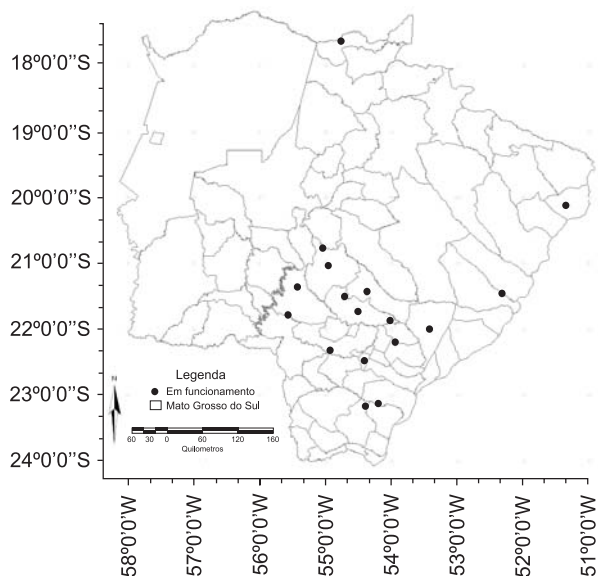 18º0'0''S
19º0'0''S
20º0'0''S
21º0'0''S
22º0'0''S
23º0'0''S
24º0'0''S
Legenda
Em funcionamento
Mato Grosso do Sul
N
60 30 0 60 120 160
Quilometros
58º0'0'W
57º0'0'W
56º0'0'W
55º0'0'W
54º0'0'W
53º0'0'W
52º0'0'W
51º0'0'W